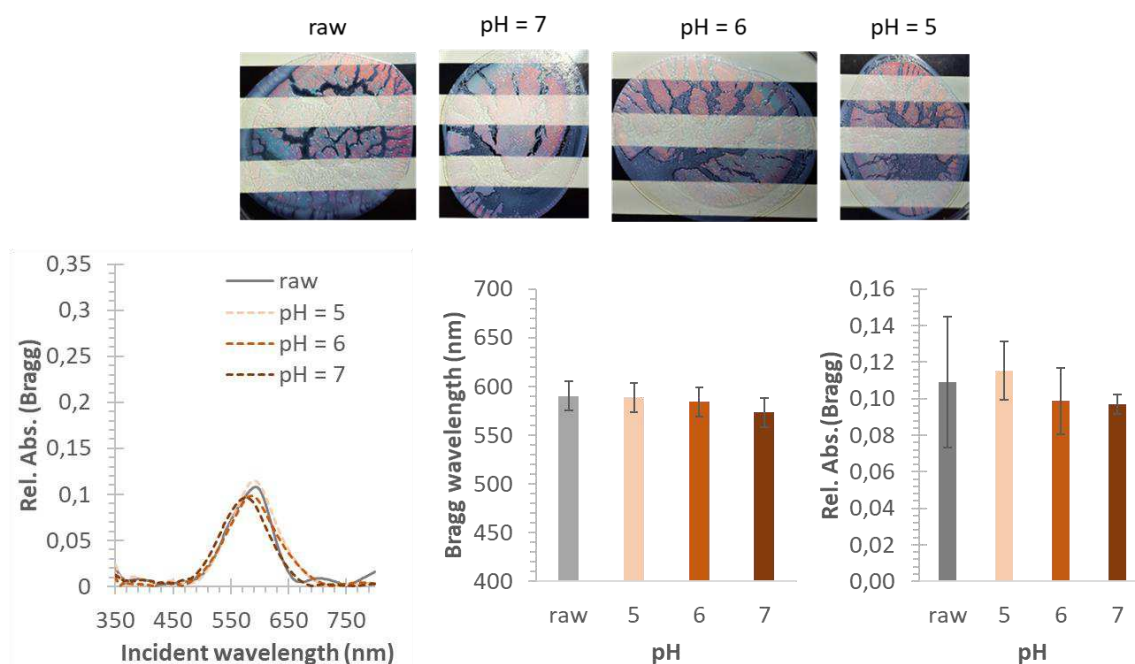 raw pH = 7 pH = 6 pH = 5
0,35
0,3
0,25
0,2
0,15
0,1
0,05
0
350 450 550 650 750
Rel. Abs. (Bragg)
Incident wavelength (nm)
raw
pH = 5
pH = 6
pH = 7
700
650
600
550
500
450
400
Bragg wavelength (nm)
raw 5 6 7
pH
0,16
0,14
0,12
0,10
0,08
0,06
0,04
0,02
0,00
Rel. Abs.(Bragg)
raw 5 6 7
pH